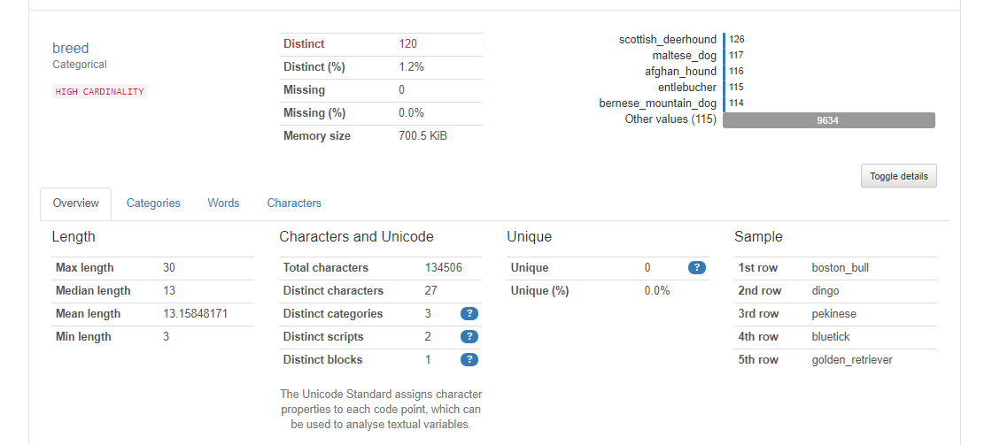 breed
Categorical
HIGH CARDINALITY
Distinct 120
Distinct (%) 1.2%
Missing 0
Missing (%) 0.0%
Memory size 700.5 KiB
scottish_deerhound 126
maltese_dog 117
afghan_hound 116
entlebucher 115
bernese_mountain_dog 114
Other values (115) 9634
Toggle details
Overview Categories Words Characters
Length
Max length 30
Median length 13
Mean length 13.15848171
Min length 3
Characters and Unicode
Total characters 134506
Distinct characters 27
Distinct categories 3 ?
Distinct scripts 2 ?
Distinct blocks 1 ?
The Unicode Standard assigns character
properties to each code point, which can
be used to analyse textual variables.
Unique
Unique 0 ?
Unique (%) 0.0%
Sample
1st row boston_bull
2nd row dingo
3rd row pekinese
4th row bluetick
5th row golden_retriever